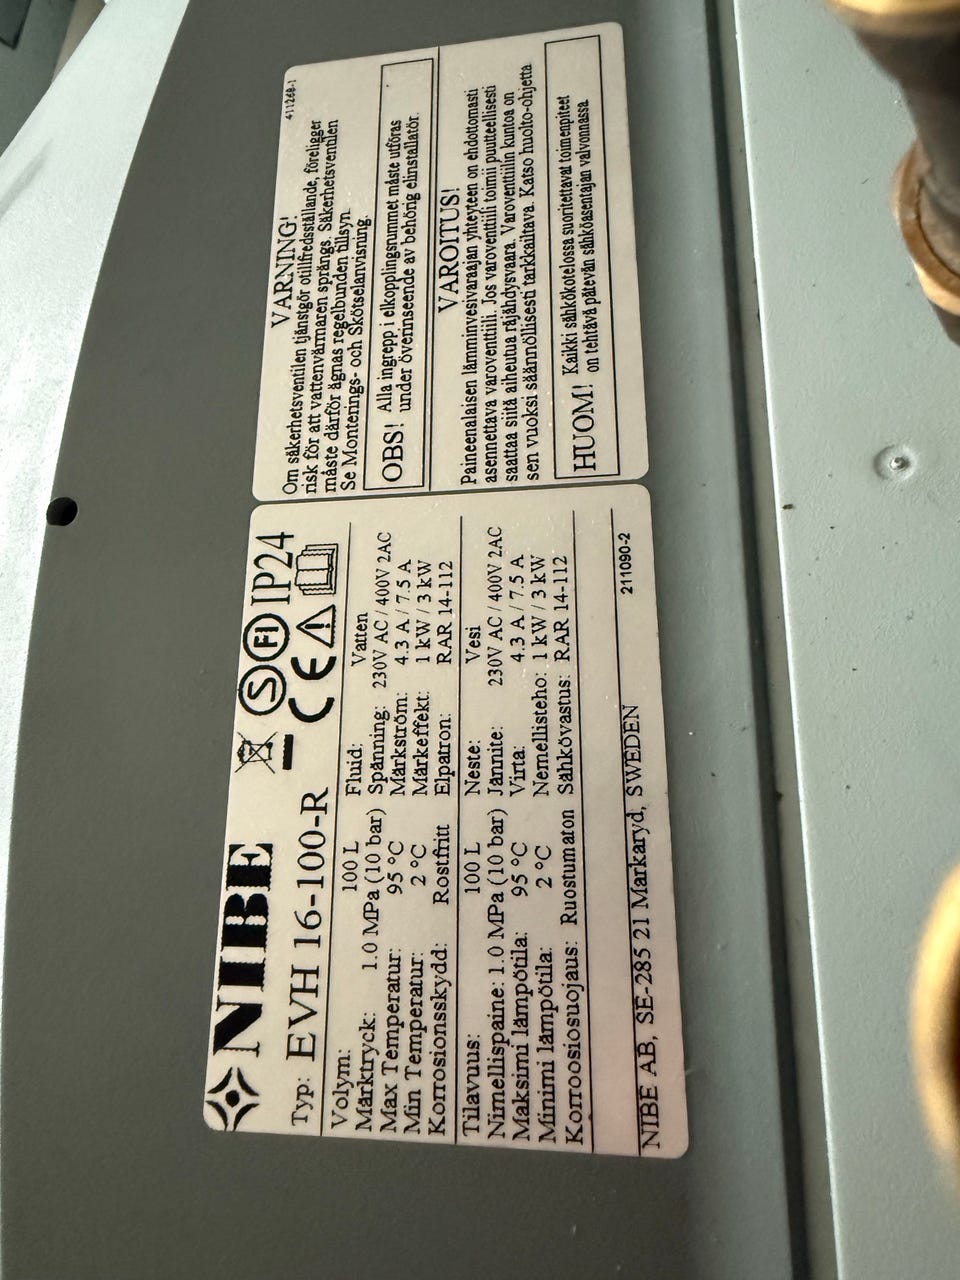 NIBE
IP24
Typ: EVH 16-100-R
Volym: 100 L
Märktryck: 1.0 MPa (10 bar)
Max Temperatur: 95 °C
Min Temperatur: 2 °C
Korrosionsskydd: Rostfritt
Fluid: Vatten
Spänning: 230V AC / 400V 2AC
Märkström: 4.3 A / 7.5 A
Märkeffekt: 1 kW / 3 kW
Elpatron: RAR 14-112
Tilavuus: 100 L
Nimellispaine: 1.0 MPa (10 bar)
Maksimi lämpötila: 95 °C
Minimi lämpötila: 2 °C
Korroosiosuojaus: Ruostumaton
Neste: Vesi
Jännite: 230V AC / 400V 2AC
Virta: 4.3 A / 7.5 A
Nemellisteho: 1 kW / 3 kW
Sähkövastus: RAR 14-112
NIBE AB, SE-285 21 Markaryd, SWEDEN
211090-2
411268-1
VARNING!
Om säkerhetsventilen tjänstgör otillfredsställande, föreligger
risk för att vattenvärmaren sprängs. Säkerhetsventilen
måste därför ägnas regelbunden tillsyn.
Se Monterings- och Skötselanvisning.
OBS! Alla ingrepp i elkopplingsrummet måste utföras
under överinseende av behörig elinstallatör.
VAROITUS!
Paineenalaisen lämminvesivaraajan yhteyteen on ehdottomasti
asennettava varoventtiili. Jos varoventtiili toimii puutteellisesti
saattaa siitä aiheutua räjähdysvaara. Varoventtiilin kuntoa on
sen vuoksi säännöllisesti tarkkailtava. Katso huolto-ohjetta
HUOM! Kaikki sähkökotelossa suoritettavat toimenpiteet
on tehtävä pätevän sähköasentajan valvonnassa